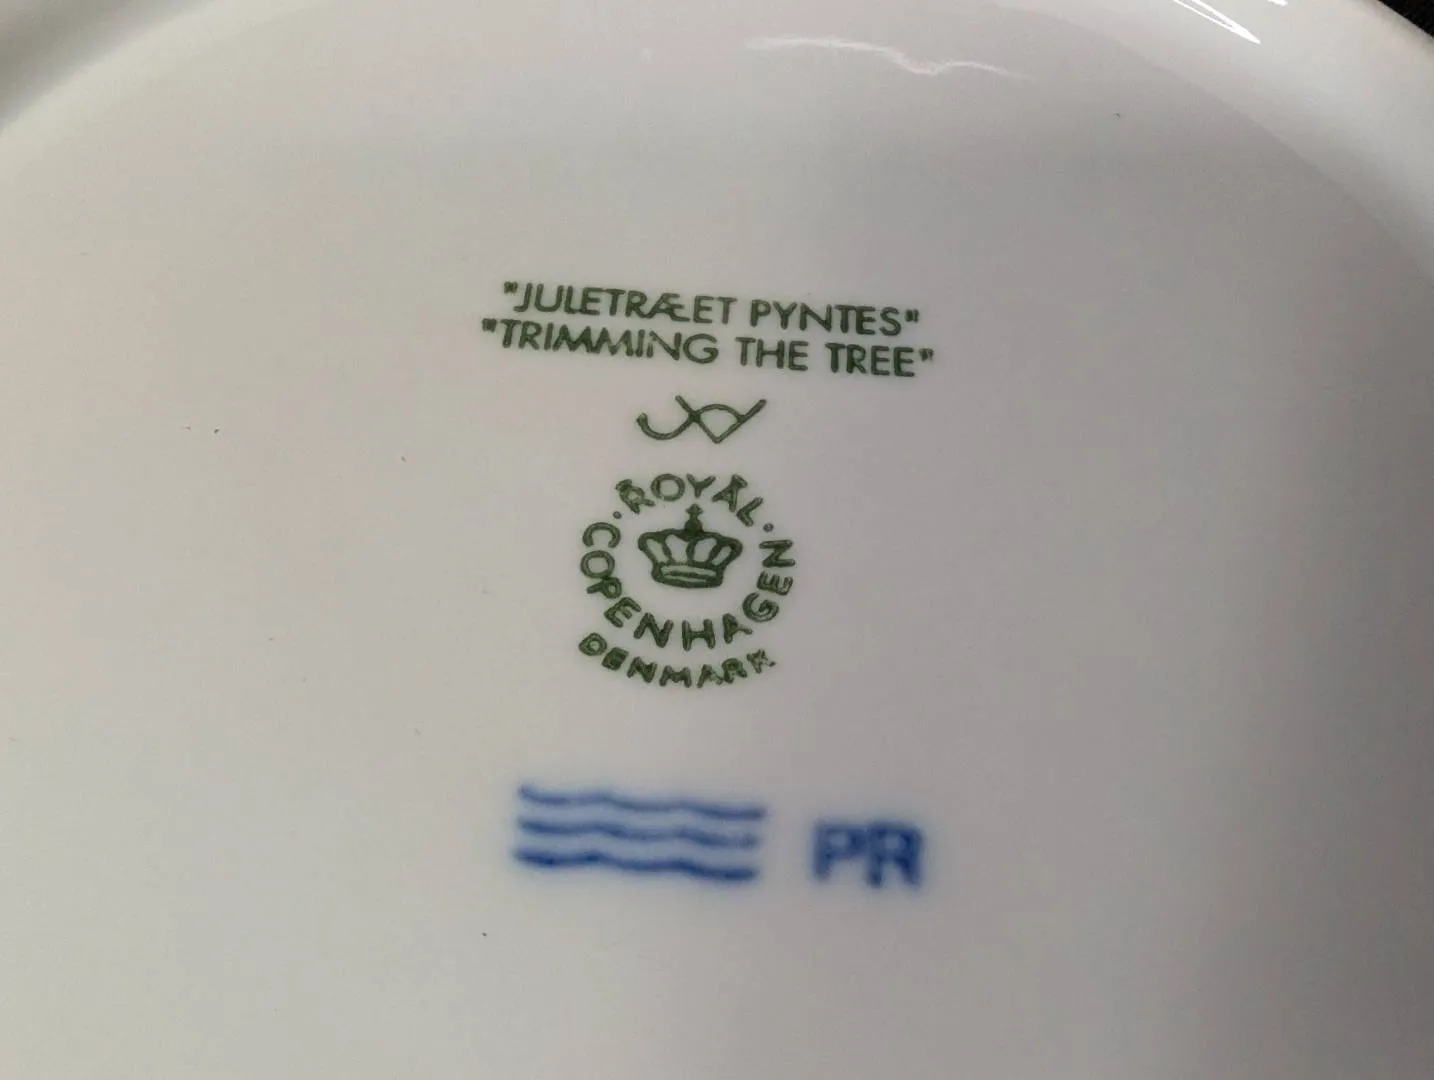 "JULETRÆET PYNTES"
"TRIMMING THE TREE"
ROYAL
COPENHAGEN
DENMARK
PR